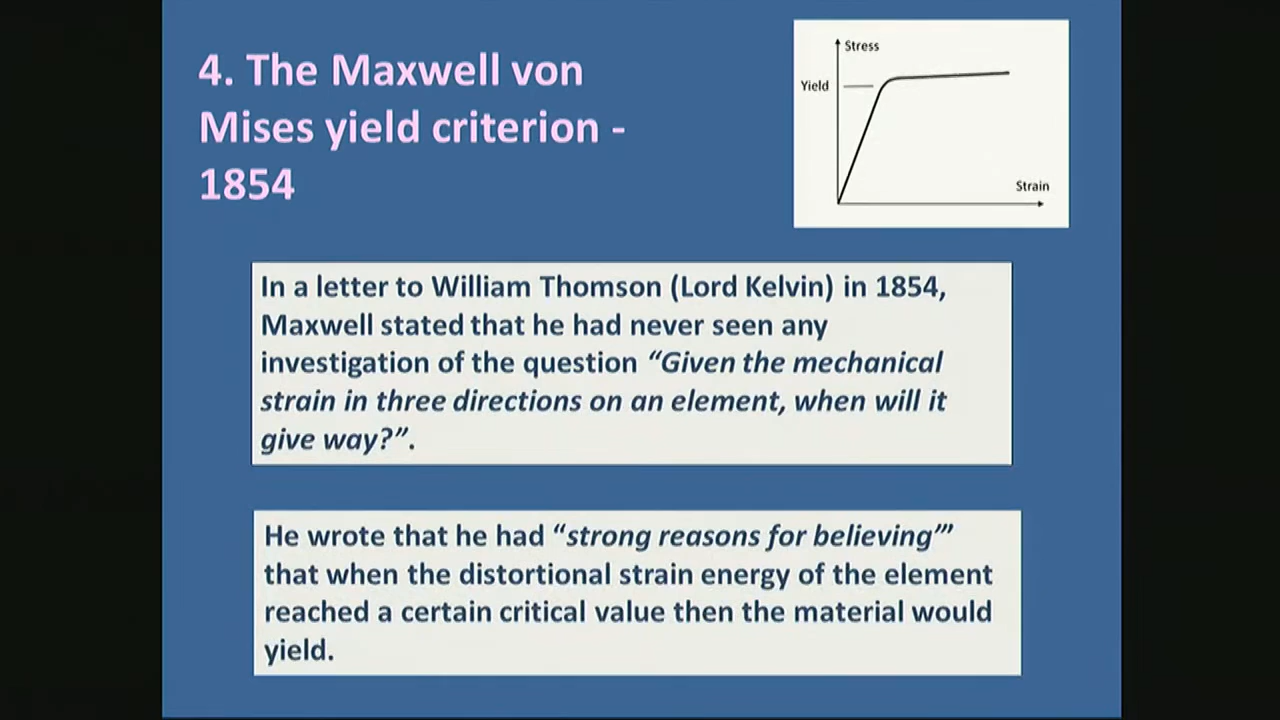 4. The Maxwell von
Mises yield criterion -
1854
Stress
Yield
Strain
In a letter to William Thomson (Lord Kelvin) in 1854,
Maxwell stated that he had never seen any
investigation of the question “Given the mechanical
strain in three directions on an element, when will it
give way?”.
He wrote that he had “strong reasons for believing’”
that when the distortional strain energy of the element
reached a certain critical value then the material would
yield.